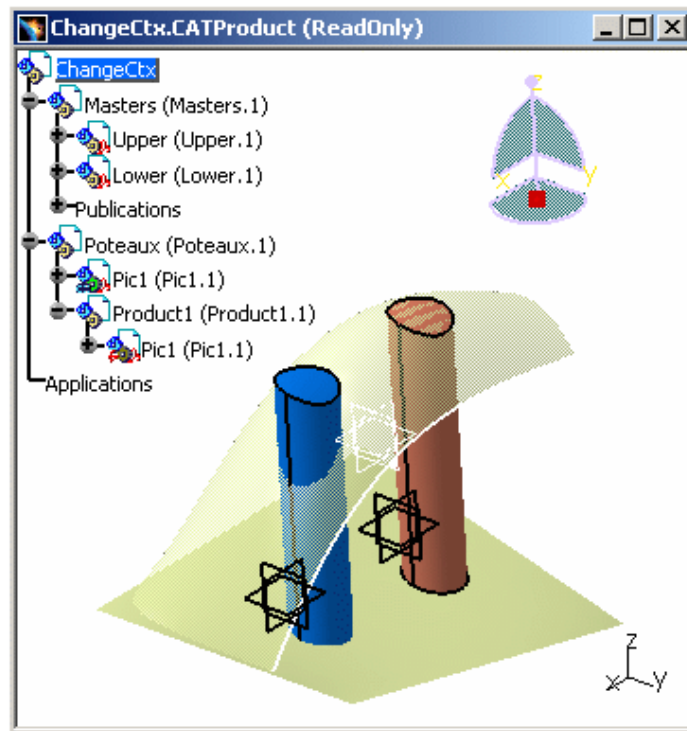 ChangeCtx.CATProduct (ReadOnly)
ChangeCtx
Masters (Masters.1)
Upper (Upper.1)
Lower (Lower.1)
Publications
Poteaux (Poteaux.1)
Pic1 (Pic1.1)
Product1 (Product1.1)
Pic1 (Pic1.1)
Applications
z
x y
z
x y